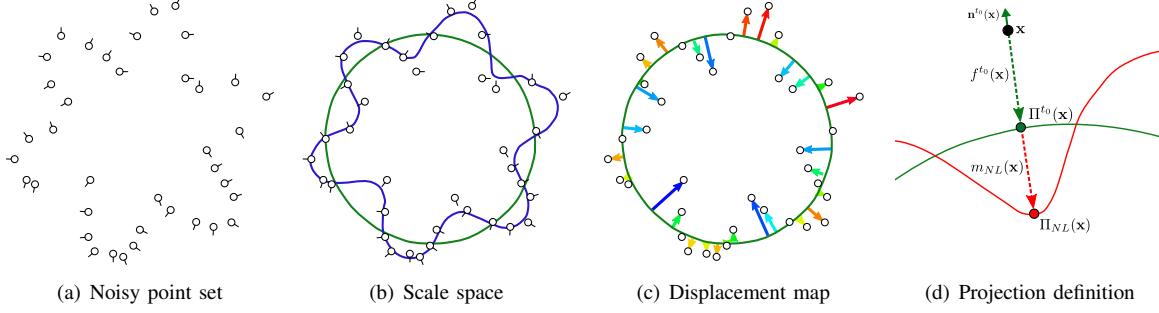 n^{t_0}(x)
x
f^{t_0}(x)
Π^{t_0}(x)
m_{NL}(x)
Π_{NL}(x)
(a) Noisy point set
(b) Scale space
(c) Displacement map
(d) Projection definition